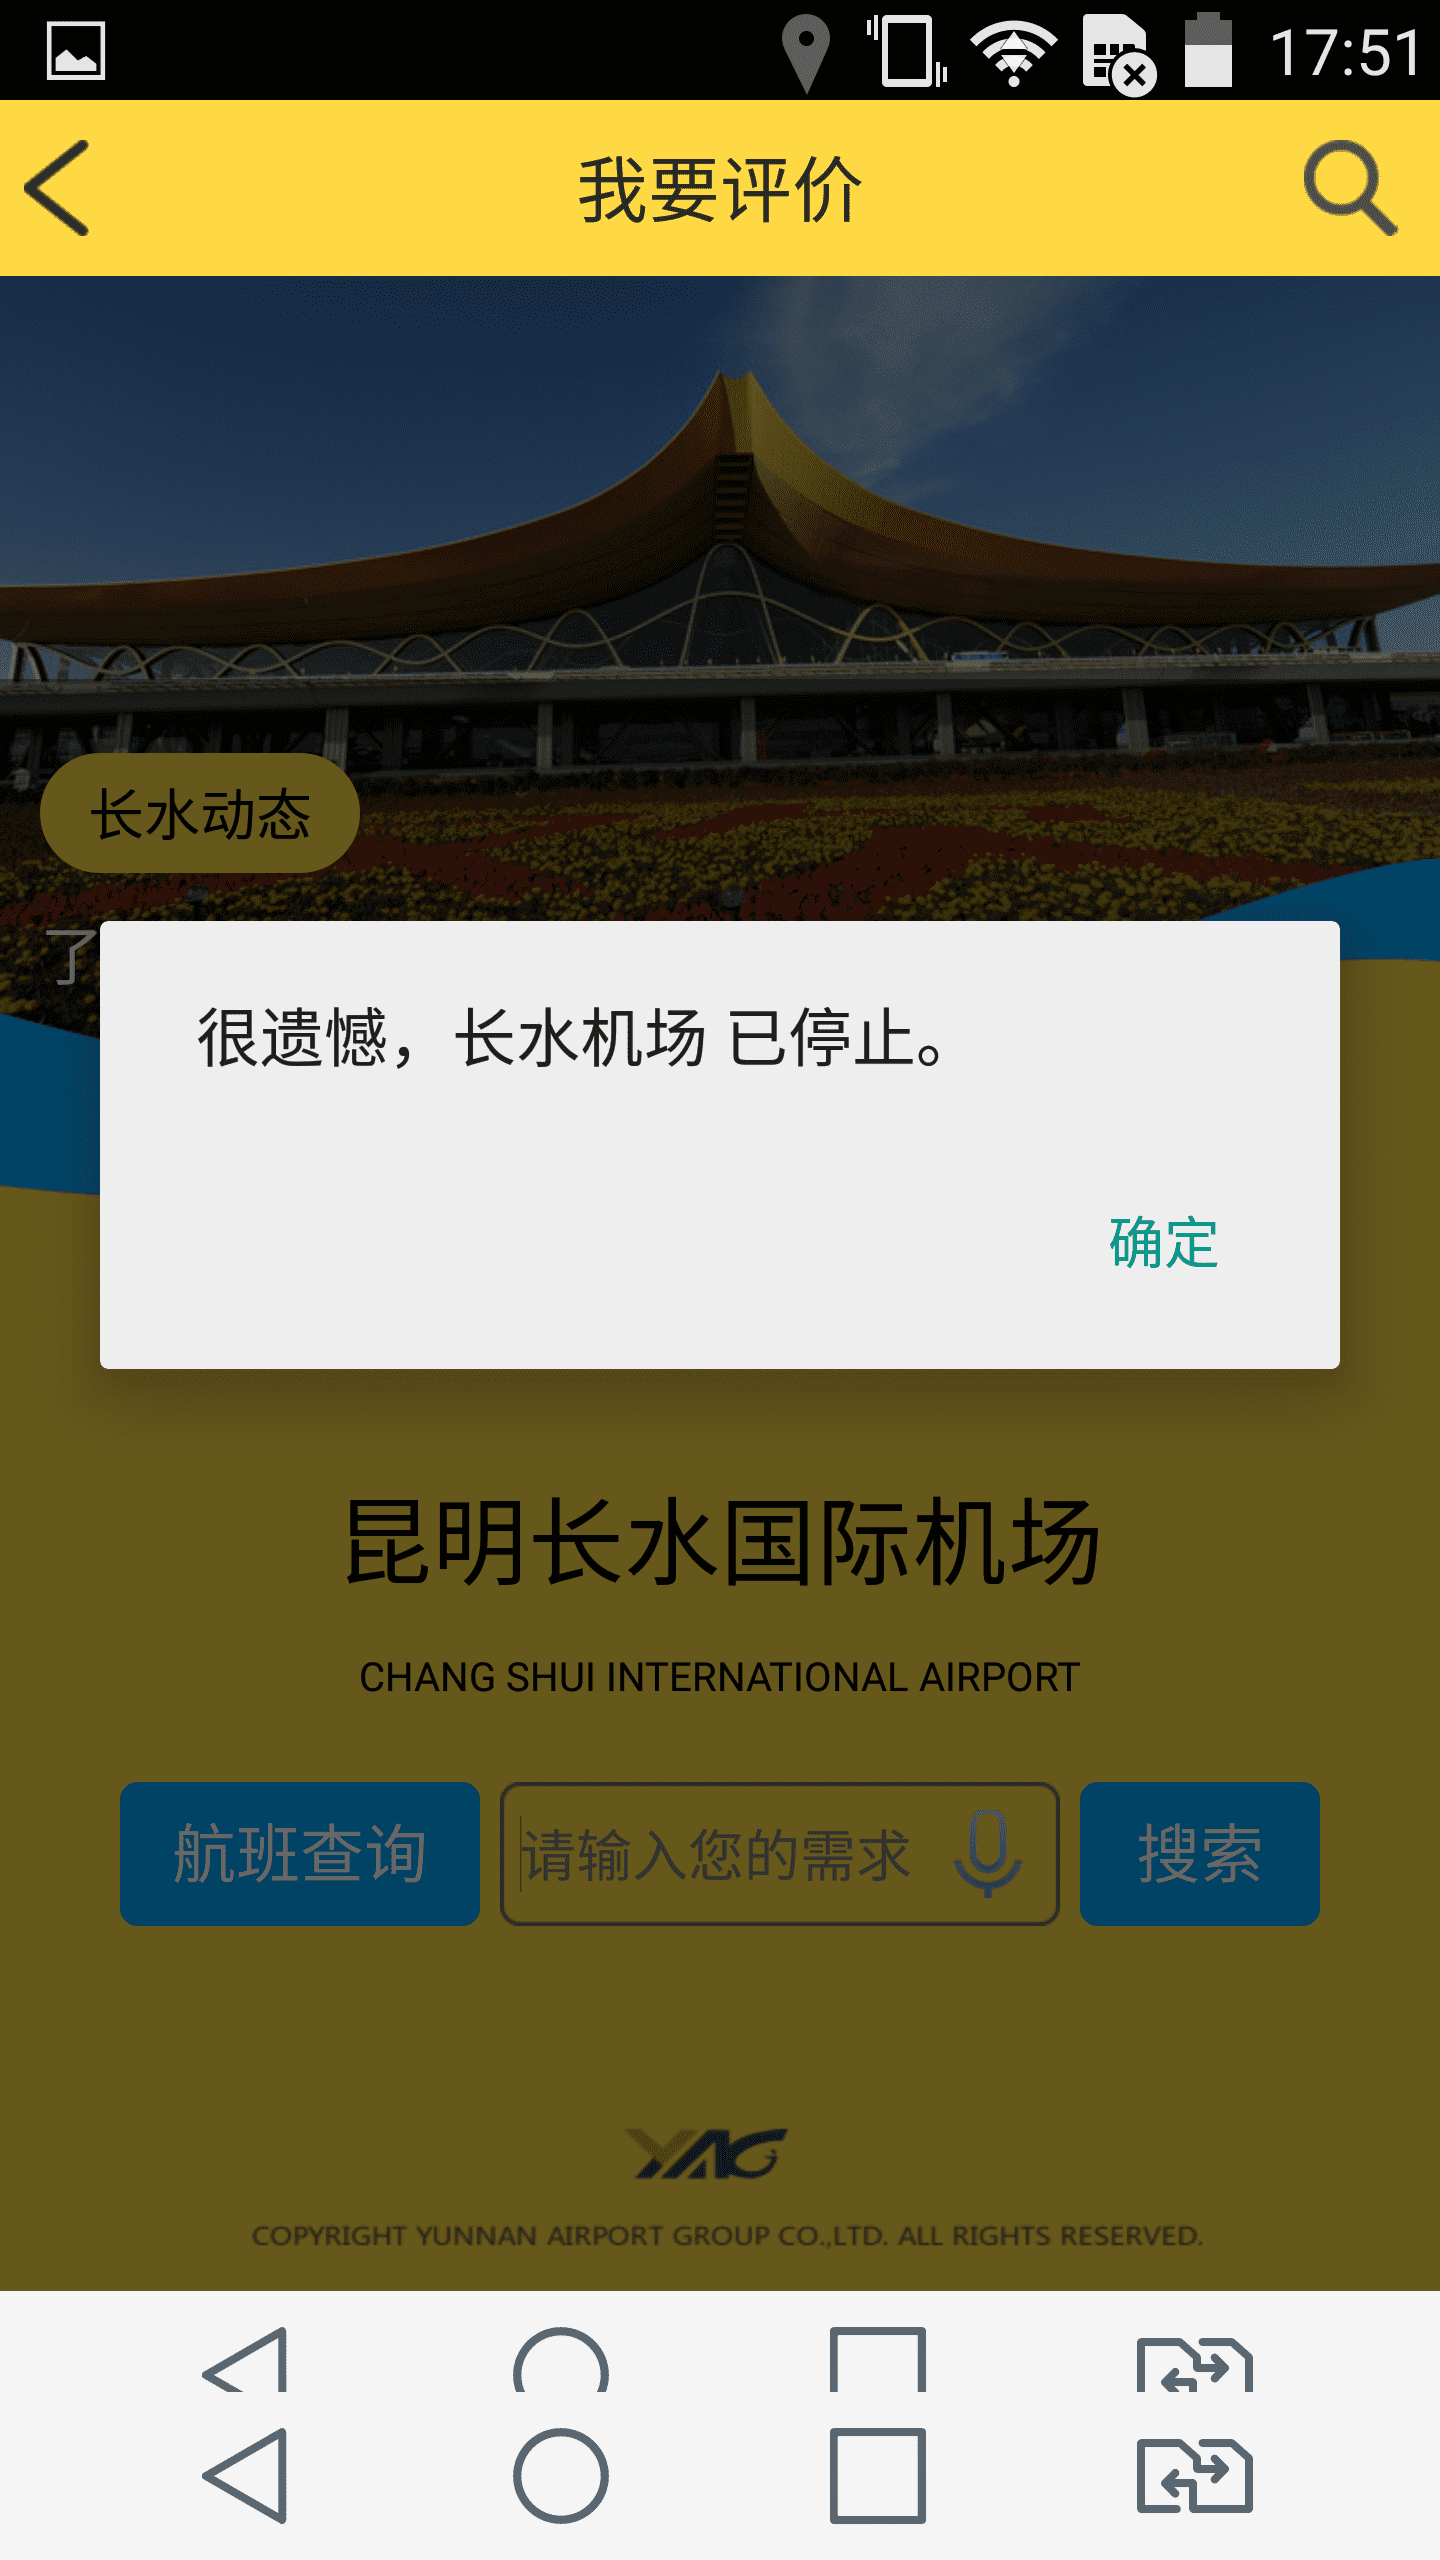 17:51
我要评价
长水动态
了
很遗憾，长水机场 已停止。
确定
昆明长水国际机场
CHANG SHUI INTERNATIONAL AIRPORT
航班查询 请输入您的需求 搜索
YAG
COPYRIGHT YUNNAN AIRPORT GROUP CO.,LTD. ALL RIGHTS RESERVED.